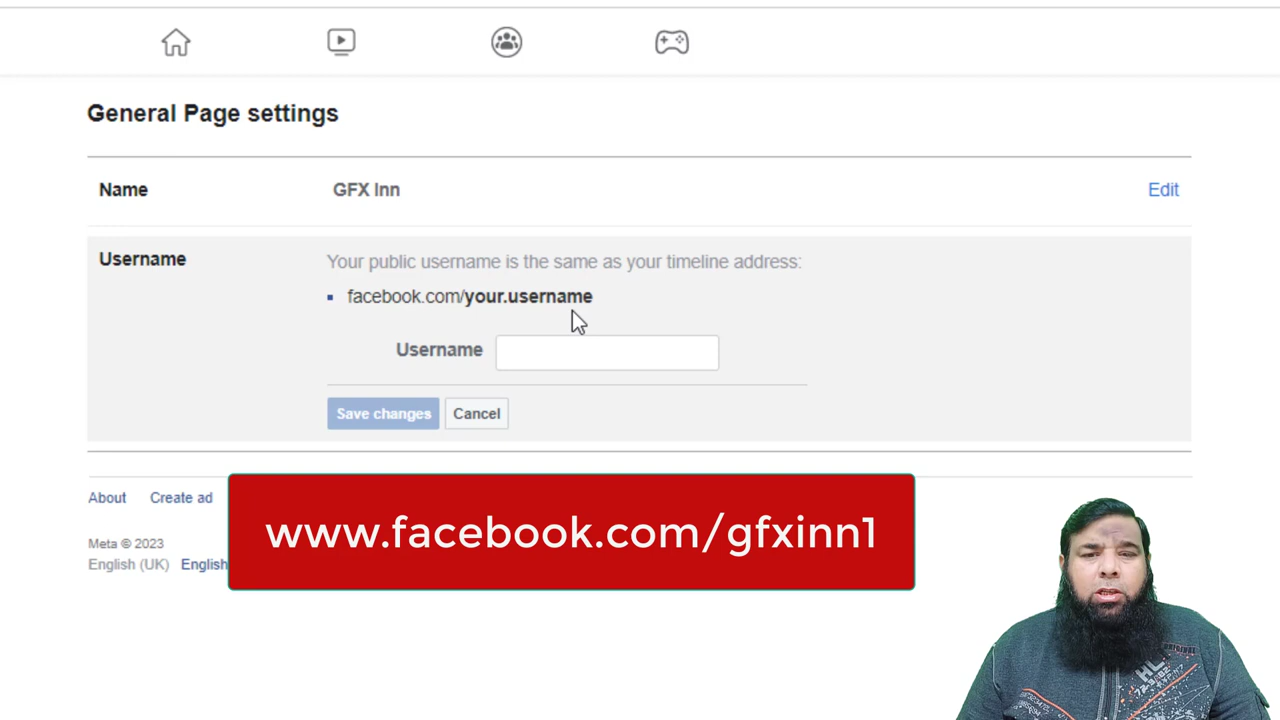 General Page settings
Name GFX Inn Edit
Username Your public username is the same as your timeline address:
facebook.com/your.username
Username
Save changes Cancel
About Create ad
www.facebook.com/gfxinn1
Meta © 2023
English (UK) English